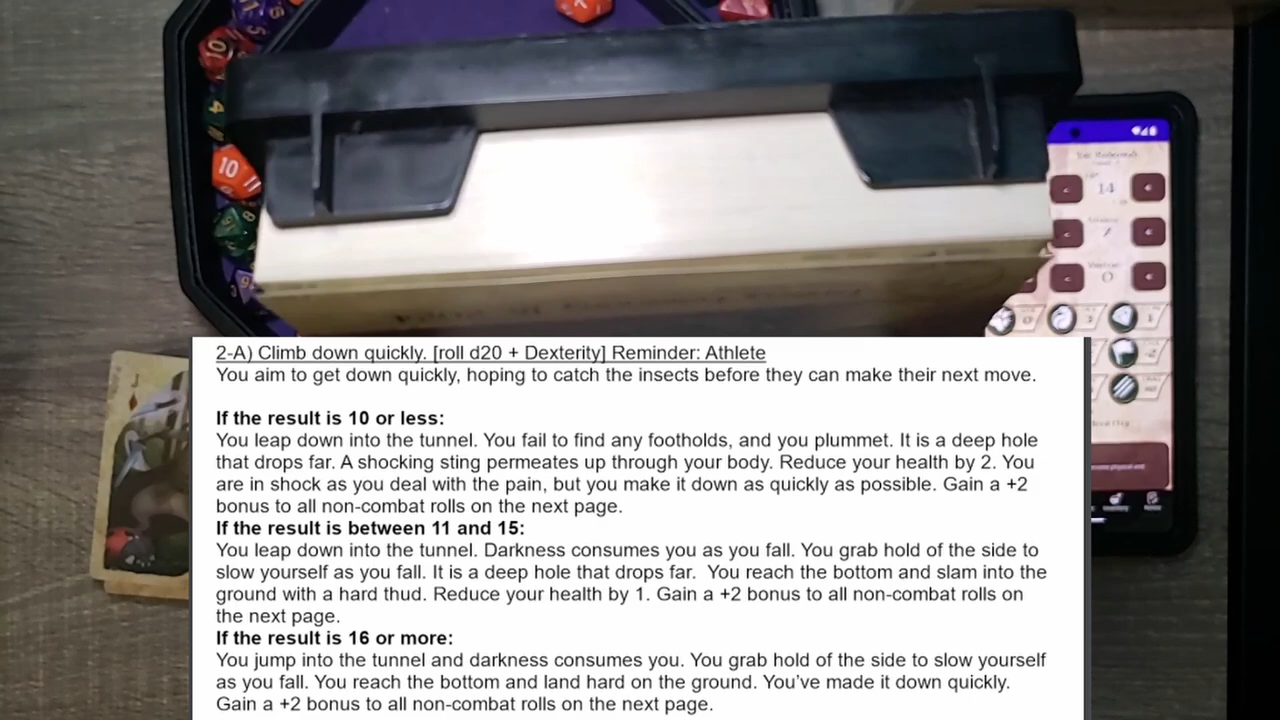 10
4
10
14
2-A) Climb down quickly. [roll d20 + Dexterity] Reminder: Athlete
You aim to get down quickly, hoping to catch the insects before they can make their next move.
If the result is 10 or less:
You leap down into the tunnel. You fail to find any footholds, and you plummet. It is a deep hole
that drops far. A shocking sting permeates up through your body. Reduce your health by 2. You
are in shock as you deal with the pain, but you make it down as quickly as possible. Gain a +2
bonus to all non-combat rolls on the next page.
If the result is between 11 and 15:
You leap down into the tunnel. Darkness consumes you as you fall. You grab hold of the side to
slow yourself as you fall. It is a deep hole that drops far.  You reach the bottom and slam into the
ground with a hard thud. Reduce your health by 1. Gain a +2 bonus to all non-combat rolls on
the next page.
If the result is 16 or more:
You jump into the tunnel and darkness consumes you. You grab hold of the side to slow yourself
as you fall. You reach the bottom and land hard on the ground. You've made it down quickly.
Gain a +2 bonus to all non-combat rolls on the next page.